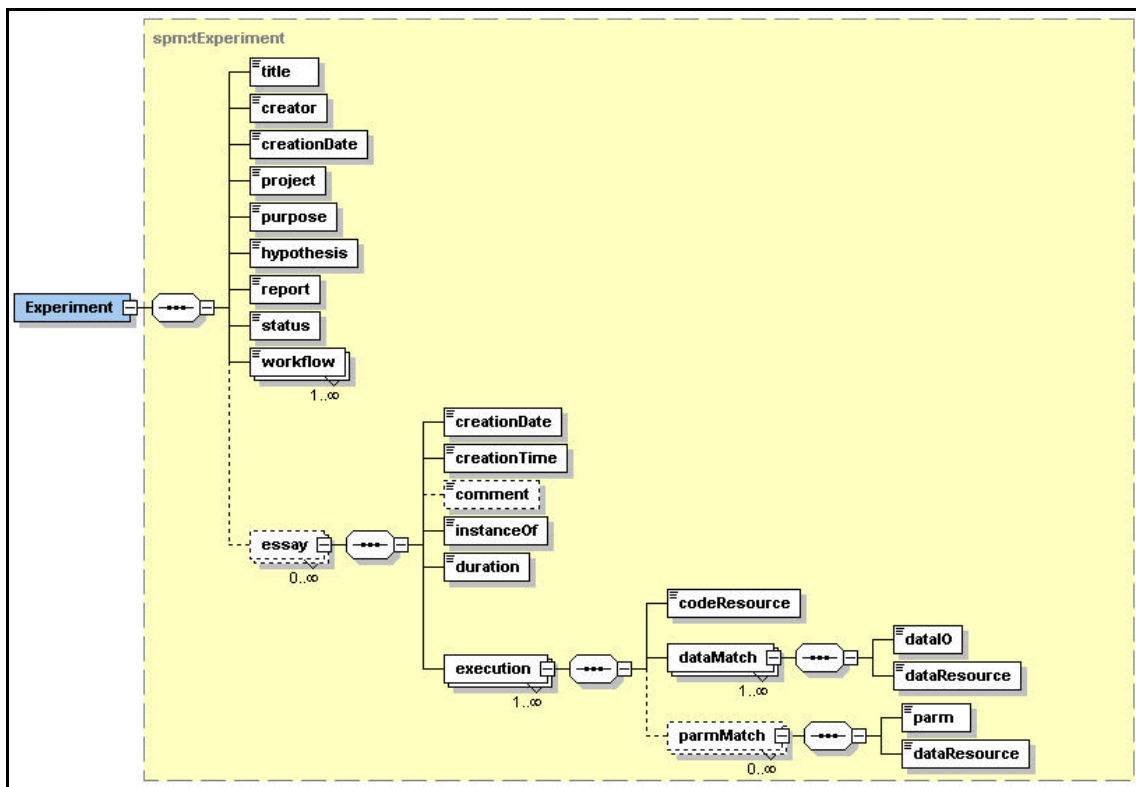 spm:tExperiment
title
creator
creationDate
project
purpose
hypothesis
report
Experiment
status
workflow
1..∞
creationDate
creationTime
comment
instanceOf
essay
0..∞
duration
codeResource
execution
1..∞
dataMatch
1..∞
dataIO
dataResource
parmMatch
0..∞
parm
dataResource